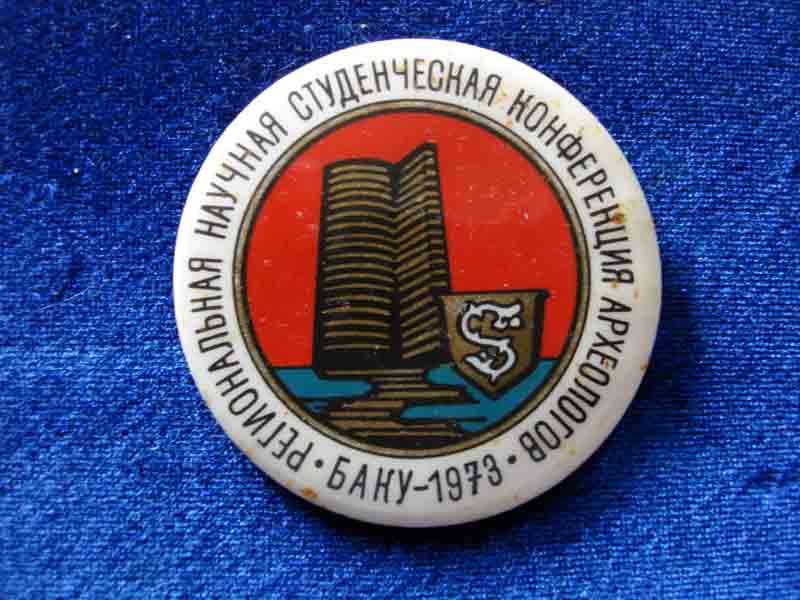 РЕГИОНАЛЬНАЯ НАУЧНАЯ СТУДЕНЧЕСКАЯ КОНФЕРЕНЦИЯ АРХЕОЛОГОВ
• БАКУ-1973 •
S